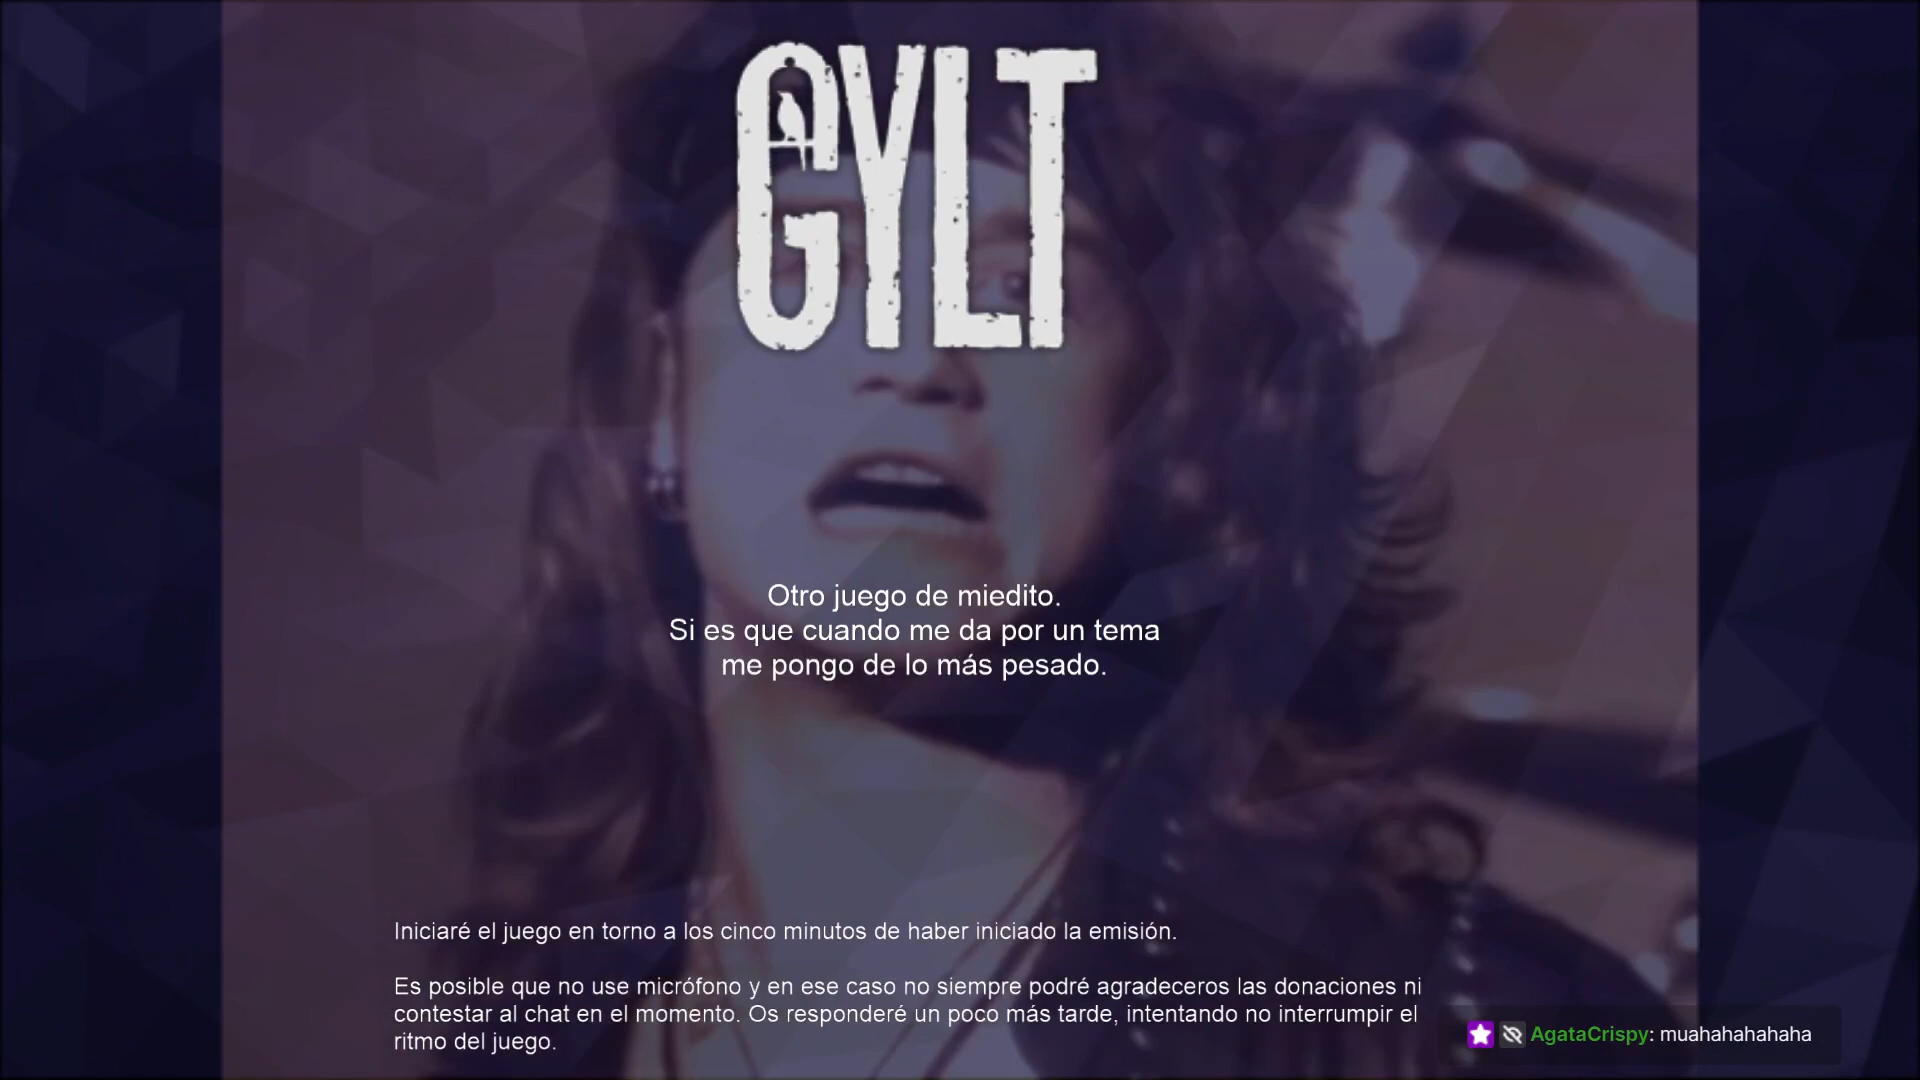 GYLT
Otro juego de miedito.
Si es que cuando me da por un tema
me pongo de lo más pesado.
Iniciaré el juego en torno a los cinco minutos de haber iniciado la emisión.
Es posible que no use micrófono y en ese caso no siempre podré agradeceros las donaciones ni
contestar al chat en el momento. Os responderé un poco más tarde, intentando no interrumpir el
ritmo del juego.
AgataCrispy: muahahahahaha